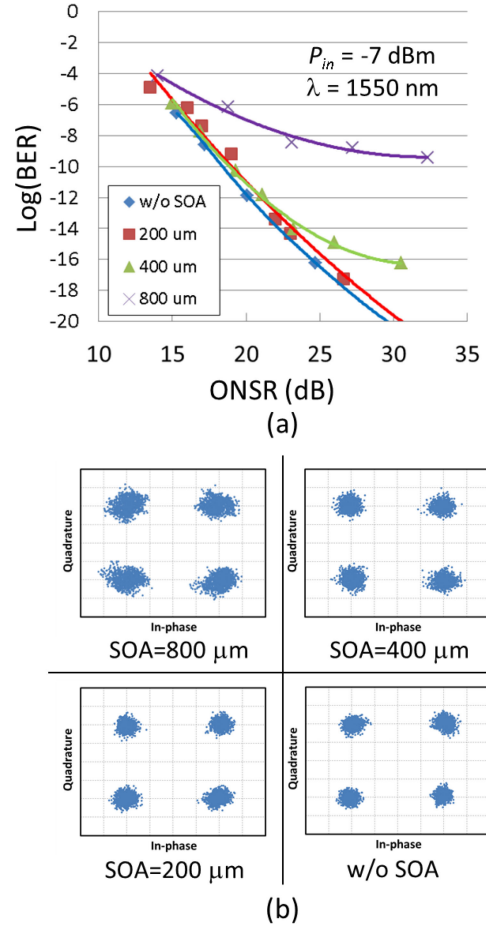 0
-2
-4
-6
-8
-10
-12
-14
-16
-18
-20
Log(BER)
P_in = -7 dBm
λ = 1550 nm
w/o SOA
200 um
400 um
800 um
10 15 20 25 30 35
ONSR (dB)
(a)
Quadrature
In-phase
SOA=800 μm
Quadrature
In-phase
SOA=400 μm
Quadrature
In-phase
SOA=200 μm
Quadrature
In-phase
w/o SOA
(b)